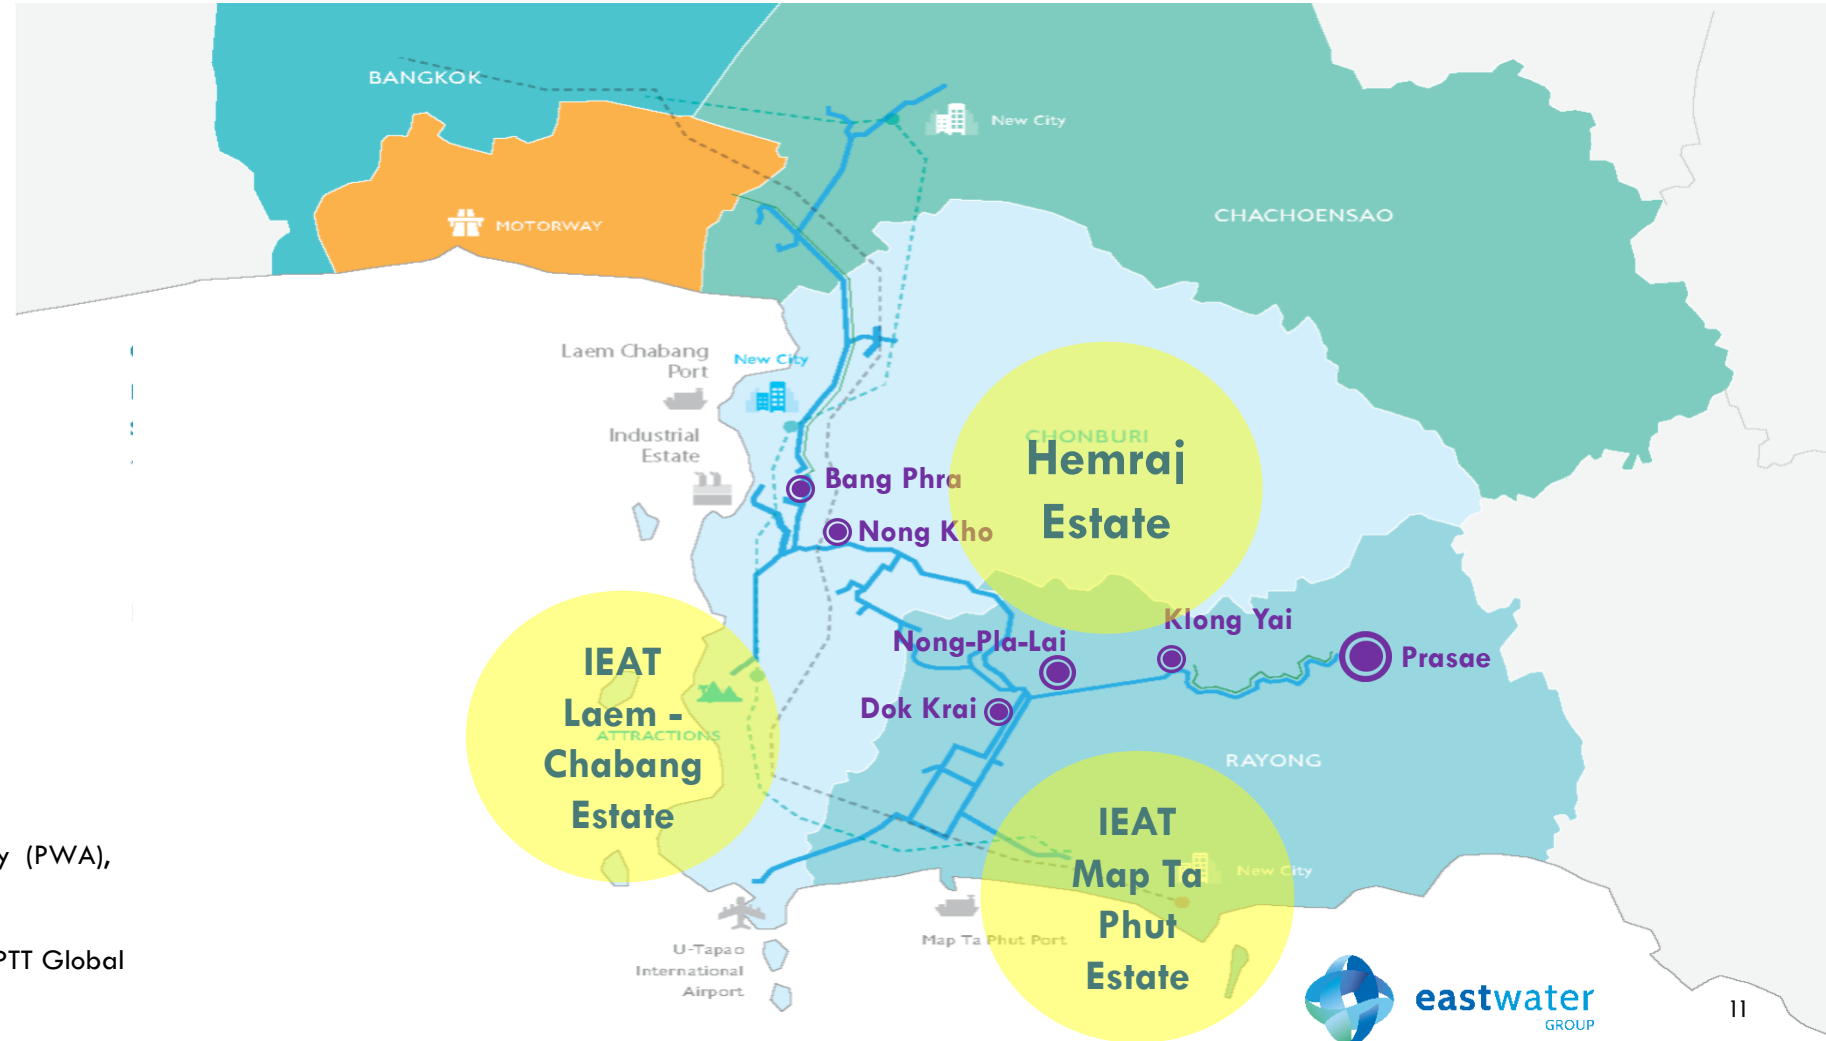 BANGKOK
New City
MOTORWAY
CHACHOENSAO
Laem Chabang
Port
New City
Industrial
Estate
CHONBURI
Hemraj
Estate
Bang Phra
Nong Kho
Klong Yai
Nong-Pla-Lai
Prasae
Dok Krai
IEAT
Laem -
ATTRACTIONS
Chabang
Estate
RAYONG
IEAT
Map Ta
Phut
Estate
New City
(PWA),
Map Ta Phut Port
U-Tapao
International
Airport
PTT Global
eastwater
GROUP
11